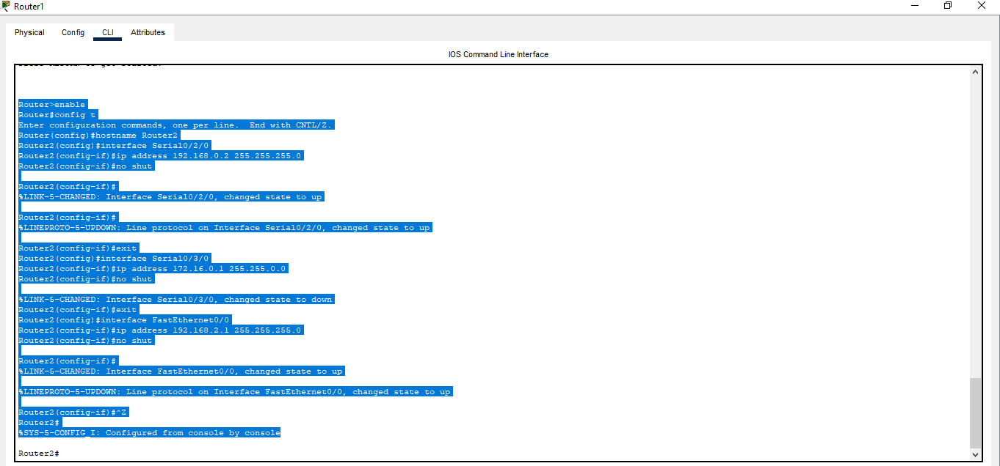 Router1
Physical Config CLI Attributes
IOS Command Line Interface
Router>enable
Router#config t
Enter configuration commands, one per line.  End with CNTL/Z.
Router(config)#hostname Router2
Router2(config)#interface Serial0/2/0
Router2(config-if)#ip address 192.168.0.2 255.255.255.0
Router2(config-if)#no shut
Router2(config-if)#
%LINK-5-CHANGED: Interface Serial0/2/0, changed state to up
Router2(config-if)#
%LINEPROTO-5-UPDOWN: Line protocol on Interface Serial0/2/0, changed state to up
Router2(config-if)#exit
Router2(config)#interface Serial0/3/0
Router2(config-if)#ip address 172.16.0.1 255.255.0.0
Router2(config-if)#no shut
%LINK-5-CHANGED: Interface Serial0/3/0, changed state to down
Router2(config-if)#exit
Router2(config)#interface FastEthernet0/0
Router2(config-if)#ip address 192.168.2.1 255.255.255.0
Router2(config-if)#no shut
Router2(config-if)#
%LINK-5-CHANGED: Interface FastEthernet0/0, changed state to up
%LINEPROTO-5-UPDOWN: Line protocol on Interface FastEthernet0/0, changed state to up
Router2(config-if)#^Z
Router2#
%SYS-5-CONFIG_I: Configured from console by console
Router2#